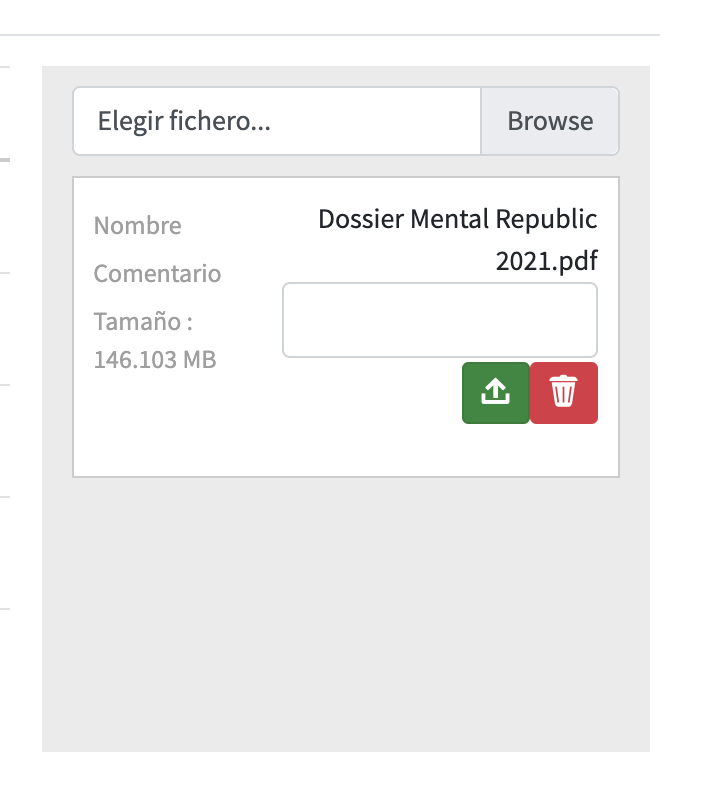 Elegir fichero...
Browse
Nombre
Dossier Mental Republic
2021.pdf
Comentario
Tamaño :
146.103 MB